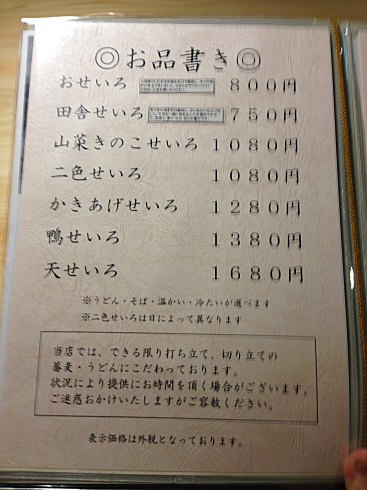 ◎お品書き◎
おせいろ 800円
田舎せいろ 750円
山菜きのこせいろ 1080円
二色せいろ 1080円
かきあげせいろ 1280円
鴨せいろ 1380円
天せいろ 1680円
※うどん・そば・温かい・冷たいが選べます
※二色せいろは日によって異なります
当店では、できる限り打ち立て、切り立ての
蕎麦・うどんにこだわっております。
状況により提供にお時間を頂く場合がございます。
ご迷惑おかけいたしますがご容赦ください。
表示価格は外税となっております。